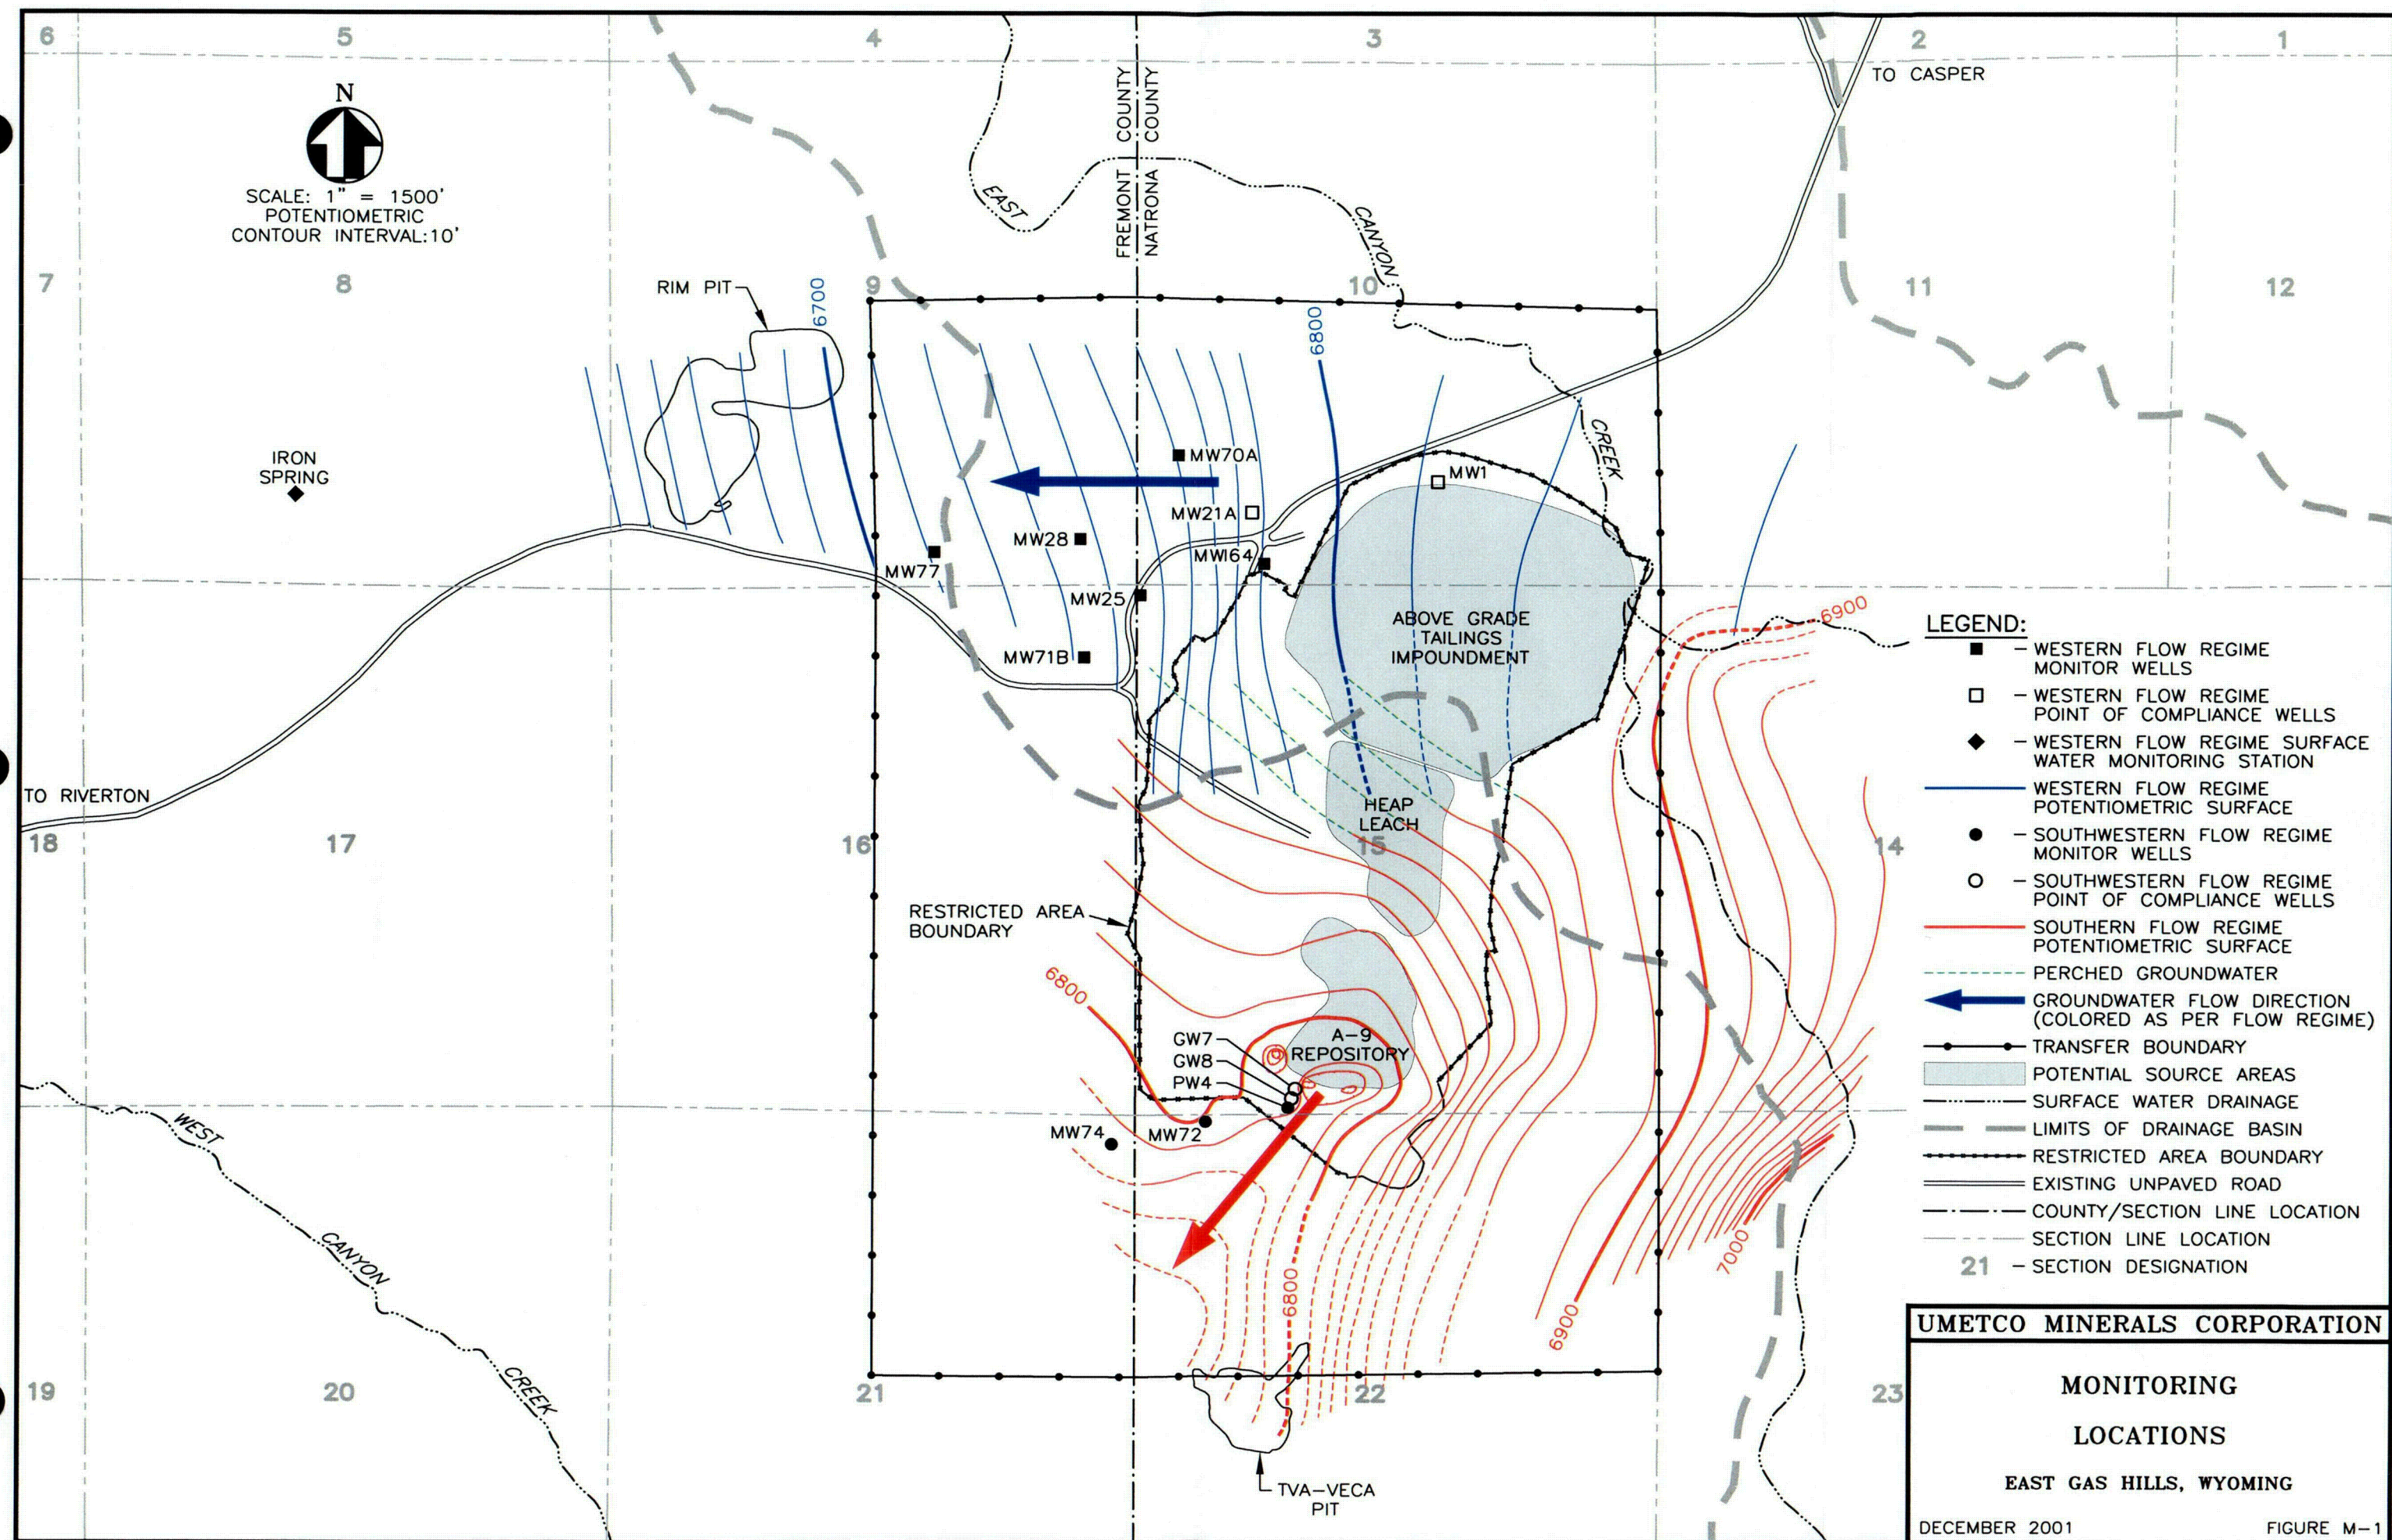 6
5
4
3
2
1
TO CASPER
FREMONT COUNTY
NATRONA COUNTY
N
SCALE: 1" = 1500'
POTENTIOMETRIC
CONTOUR INTERVAL:10'
EAST
CANYON
CREEK
7
8
9
10
11
12
RIM PIT
6700
6800
IRON
SPRING
MW70A
MW1
MW21A
MW28
MW164
MW77
MW25
MW71B
ABOVE GRADE
TAILINGS
IMPOUNDMENT
6900
TO RIVERTON
HEAP
LEACH
18
17
16
15
14
RESTRICTED AREA
BOUNDARY
6800
A-9
REPOSITORY
GW7
GW8
PW4
MW74
MW72
WEST
CANYON
CREEK
6800
6900
7000
19
20
21
22
23
TVA-VECA
PIT
LEGEND:
- WESTERN FLOW REGIME
MONITOR WELLS
- WESTERN FLOW REGIME
POINT OF COMPLIANCE WELLS
- WESTERN FLOW REGIME SURFACE
WATER MONITORING STATION
WESTERN FLOW REGIME
POTENTIOMETRIC SURFACE
- SOUTHWESTERN FLOW REGIME
MONITOR WELLS
- SOUTHWESTERN FLOW REGIME
POINT OF COMPLIANCE WELLS
SOUTHERN FLOW REGIME
POTENTIOMETRIC SURFACE
PERCHED GROUNDWATER
GROUNDWATER FLOW DIRECTION
(COLORED AS PER FLOW REGIME)
TRANSFER BOUNDARY
POTENTIAL SOURCE AREAS
SURFACE WATER DRAINAGE
LIMITS OF DRAINAGE BASIN
RESTRICTED AREA BOUNDARY
EXISTING UNPAVED ROAD
COUNTY/SECTION LINE LOCATION
SECTION LINE LOCATION
21 - SECTION DESIGNATION
UMETCO MINERALS CORPORATION
MONITORING
LOCATIONS
EAST GAS HILLS, WYOMING
DECEMBER 2001 FIGURE M-1